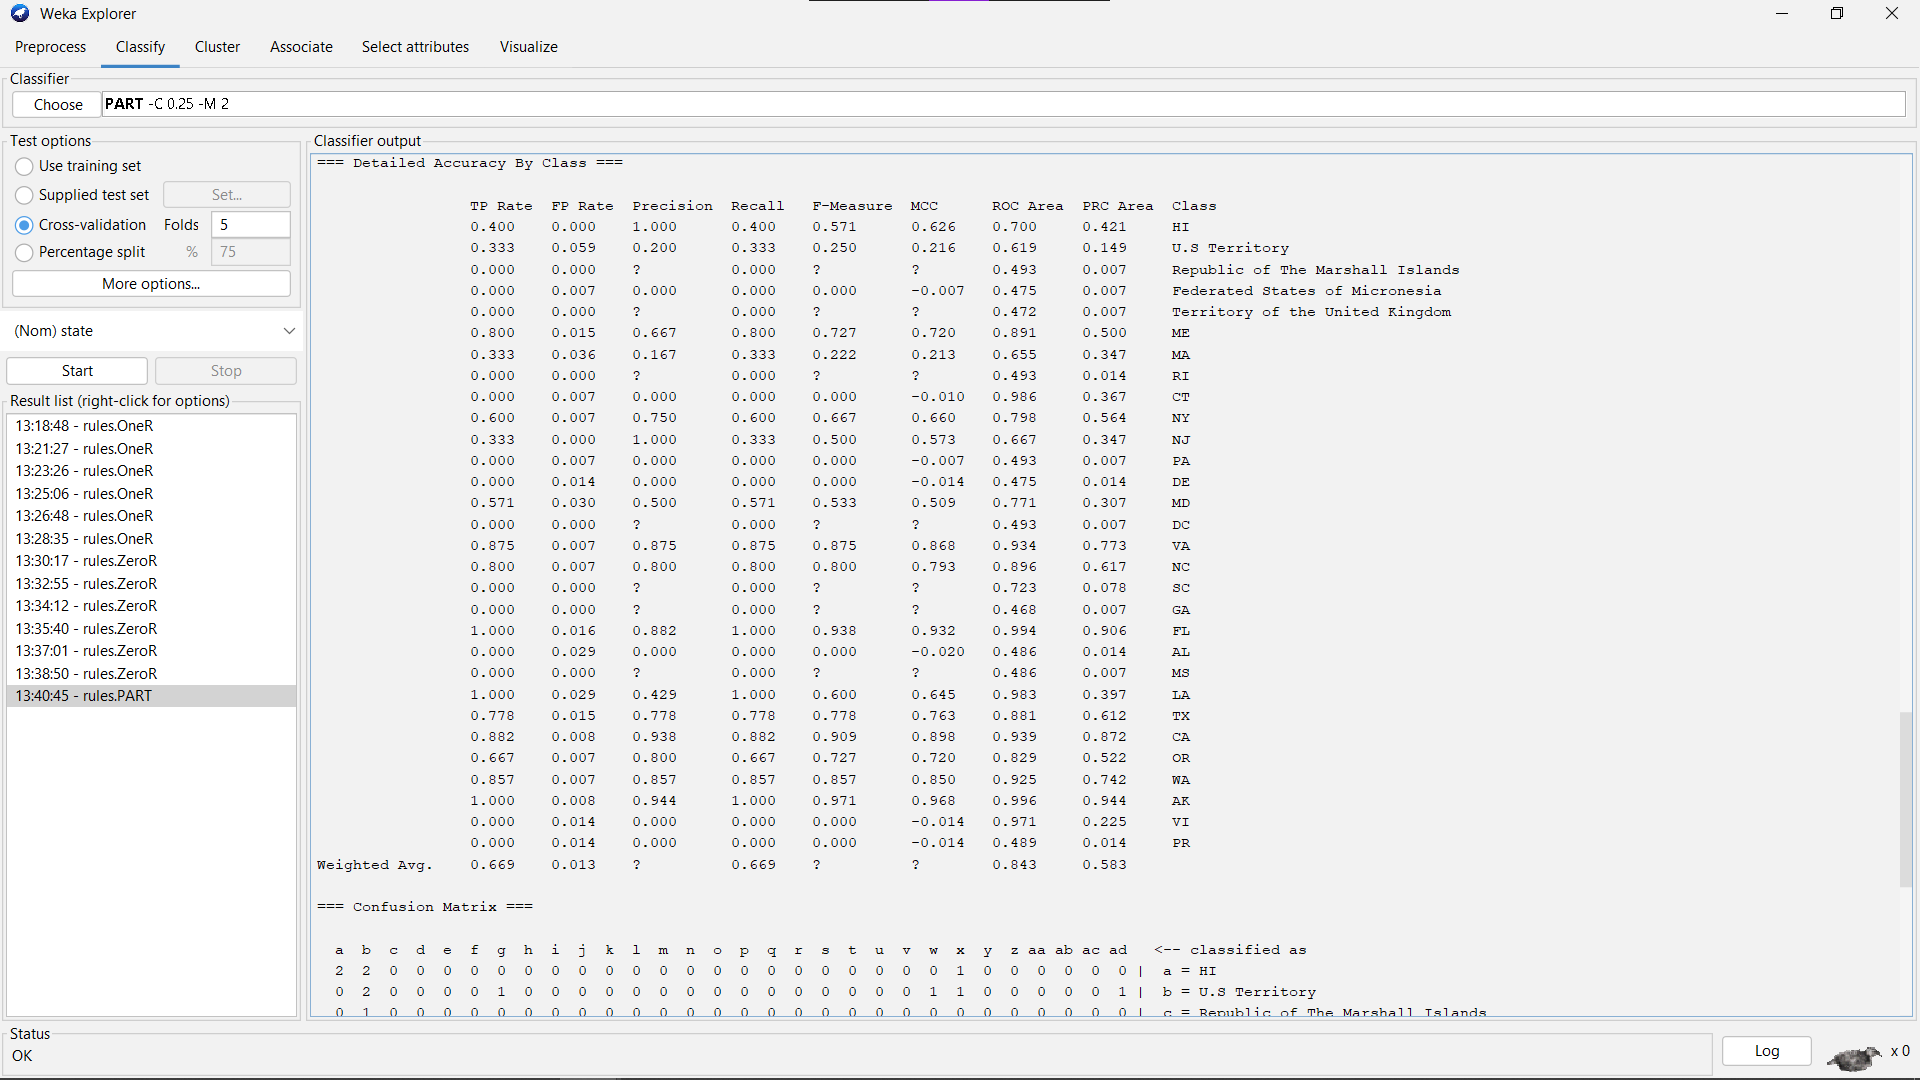 Weka Explorer
Preprocess Classify Cluster Associate Select attributes Visualize
Classifier
Choose PART -C 0.25 -M 2
Test options
Use training set
Supplied test set Set...
Cross-validation Folds 5
Percentage split % 75
More options...
(Nom) state
Start Stop
Result list (right-click for options)
13:18:48 - rules.OneR
13:21:27 - rules.OneR
13:23:26 - rules.OneR
13:25:06 - rules.OneR
13:26:48 - rules.OneR
13:28:35 - rules.OneR
13:30:17 - rules.ZeroR
13:32:55 - rules.ZeroR
13:34:12 - rules.ZeroR
13:35:40 - rules.ZeroR
13:37:01 - rules.ZeroR
13:38:50 - rules.ZeroR
13:40:45 - rules.PART
Classifier output
=== Detailed Accuracy By Class ===
TP Rate FP Rate Precision Recall F-Measure MCC ROC Area PRC Area Class
0.400 0.000 1.000 0.400 0.571 0.626 0.700 0.421 HI
0.333 0.059 0.200 0.333 0.250 0.216 0.619 0.149 U.S Territory
0.000 0.000 ? 0.000 ? ? 0.493 0.007 Republic of The Marshall Islands
0.000 0.007 0.000 0.000 0.000 -0.007 0.475 0.007 Federated States of Micronesia
0.000 0.000 ? 0.000 ? ? 0.472 0.007 Territory of the United Kingdom
0.800 0.015 0.667 0.800 0.727 0.720 0.891 0.500 ME
0.333 0.036 0.167 0.333 0.222 0.213 0.655 0.347 MA
0.000 0.000 ? 0.000 ? ? 0.493 0.014 RI
0.000 0.007 0.000 0.000 0.000 -0.010 0.986 0.367 CT
0.600 0.007 0.750 0.600 0.667 0.660 0.798 0.564 NY
0.333 0.000 1.000 0.333 0.500 0.573 0.667 0.347 NJ
0.000 0.007 0.000 0.000 0.000 -0.007 0.493 0.007 PA
0.000 0.014 0.000 0.000 0.000 -0.014 0.475 0.014 DE
0.571 0.030 0.500 0.571 0.533 0.509 0.771 0.307 MD
0.000 0.000 ? 0.000 ? ? 0.493 0.007 DC
0.875 0.007 0.875 0.875 0.875 0.868 0.934 0.773 VA
0.800 0.007 0.800 0.800 0.800 0.793 0.896 0.617 NC
0.000 0.000 ? 0.000 ? ? 0.723 0.078 SC
0.000 0.000 ? 0.000 ? ? 0.468 0.007 GA
1.000 0.016 0.882 1.000 0.938 0.932 0.994 0.906 FL
0.000 0.029 0.000 0.000 0.000 -0.020 0.486 0.014 AL
0.000 0.000 ? 0.000 ? ? 0.486 0.007 MS
1.000 0.029 0.429 1.000 0.600 0.645 0.983 0.397 LA
0.778 0.015 0.778 0.778 0.778 0.763 0.881 0.612 TX
0.882 0.008 0.938 0.882 0.909 0.898 0.939 0.872 CA
0.667 0.007 0.800 0.667 0.727 0.720 0.829 0.522 OR
0.857 0.007 0.857 0.857 0.857 0.850 0.925 0.742 WA
1.000 0.008 0.944 1.000 0.971 0.968 0.996 0.944 AK
0.000 0.014 0.000 0.000 0.000 -0.014 0.971 0.225 VI
0.000 0.014 0.000 0.000 0.000 -0.014 0.489 0.014 PR
Weighted Avg. 0.669 0.013 ? 0.669 ? ? 0.843 0.583
=== Confusion Matrix ===
a b c d e f g h i j k l m n o p q r s t u v w x y z aa ab ac ad <-- classified as
2 2 0 0 0 0 0 0 0 0 0 0 0 0 0 0 0 0 0 0 0 0 0 1 0 0 0 0 0 0 | a = HI
0 2 0 0 0 0 1 0 0 0 0 0 0 0 0 0 0 0 0 0 0 0 1 1 0 0 0 0 0 1 | b = U.S Territory
0 1 0 0 0 0 0 0 0 0 0 0 0 0 0 0 0 0 0 0 0 0 0 0 0 0 0 0 0 0 | c = Republic of The Marshall Islands
Status
OK
Log
x 0